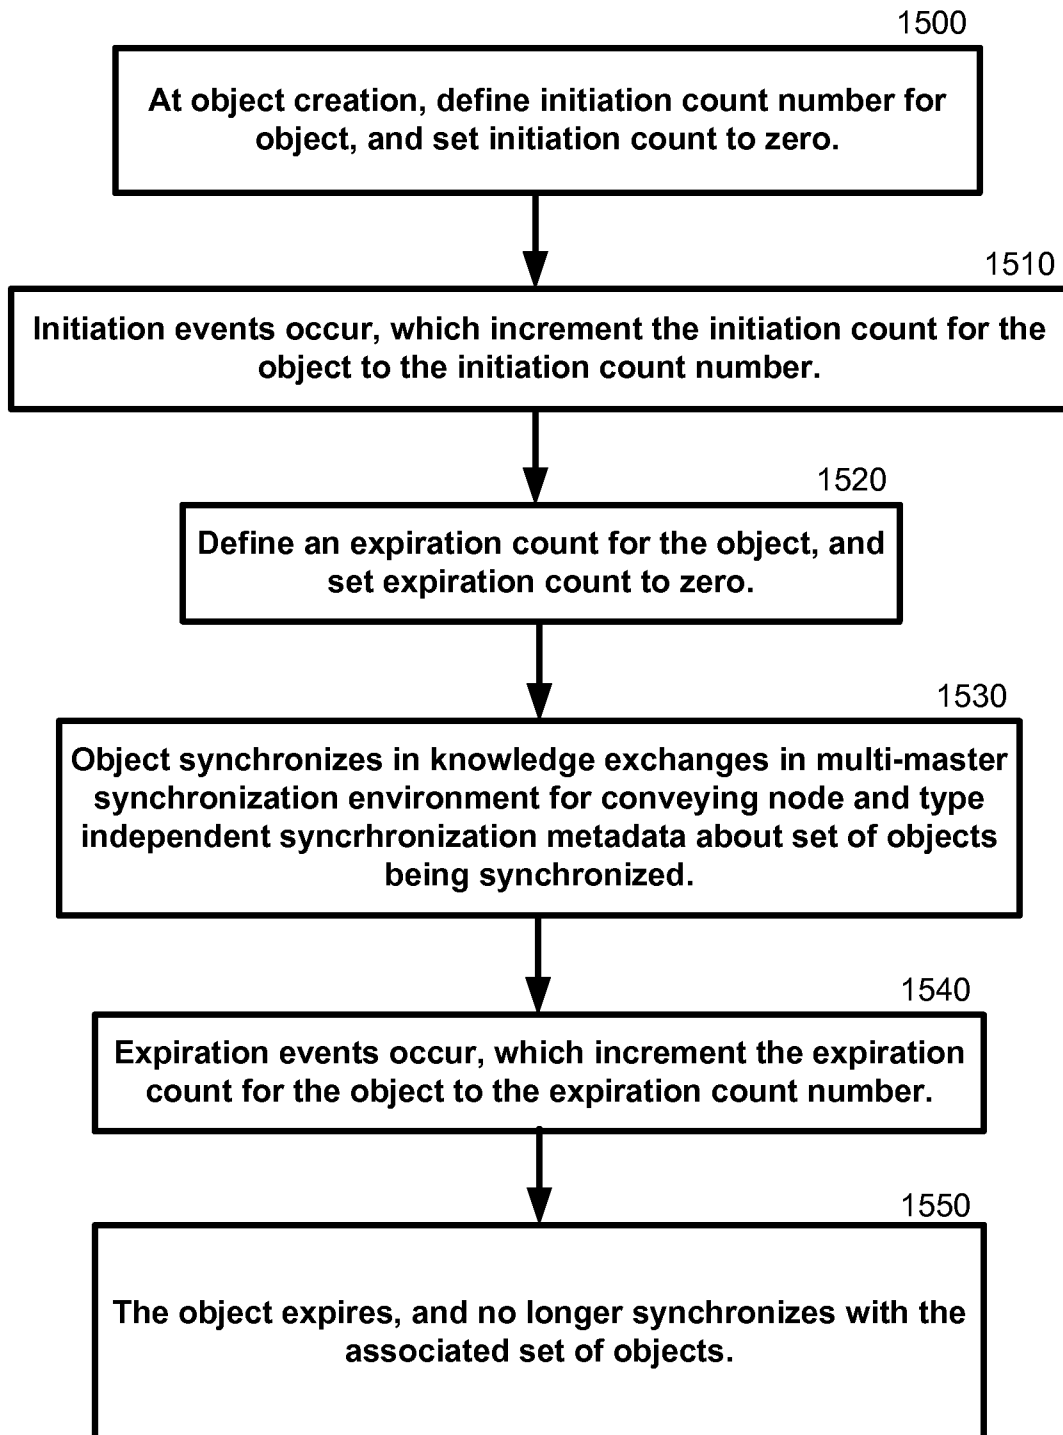 1500
At object creation, define initiation count number for
object, and set initiation count to zero.
1510
Initiation events occur, which increment the initiation count for the
object to the initiation count number.
1520
Define an expiration count for the object, and
set expiration count to zero.
1530
Object synchronizes in knowledge exchanges in multi-master
synchronization environment for conveying node and type
independent syncrhronization metadata about set of objects
being synchronized.
1540
Expiration events occur, which increment the expiration
count for the object to the expiration count number.
1550
The object expires, and no longer synchronizes with the
associated set of objects.